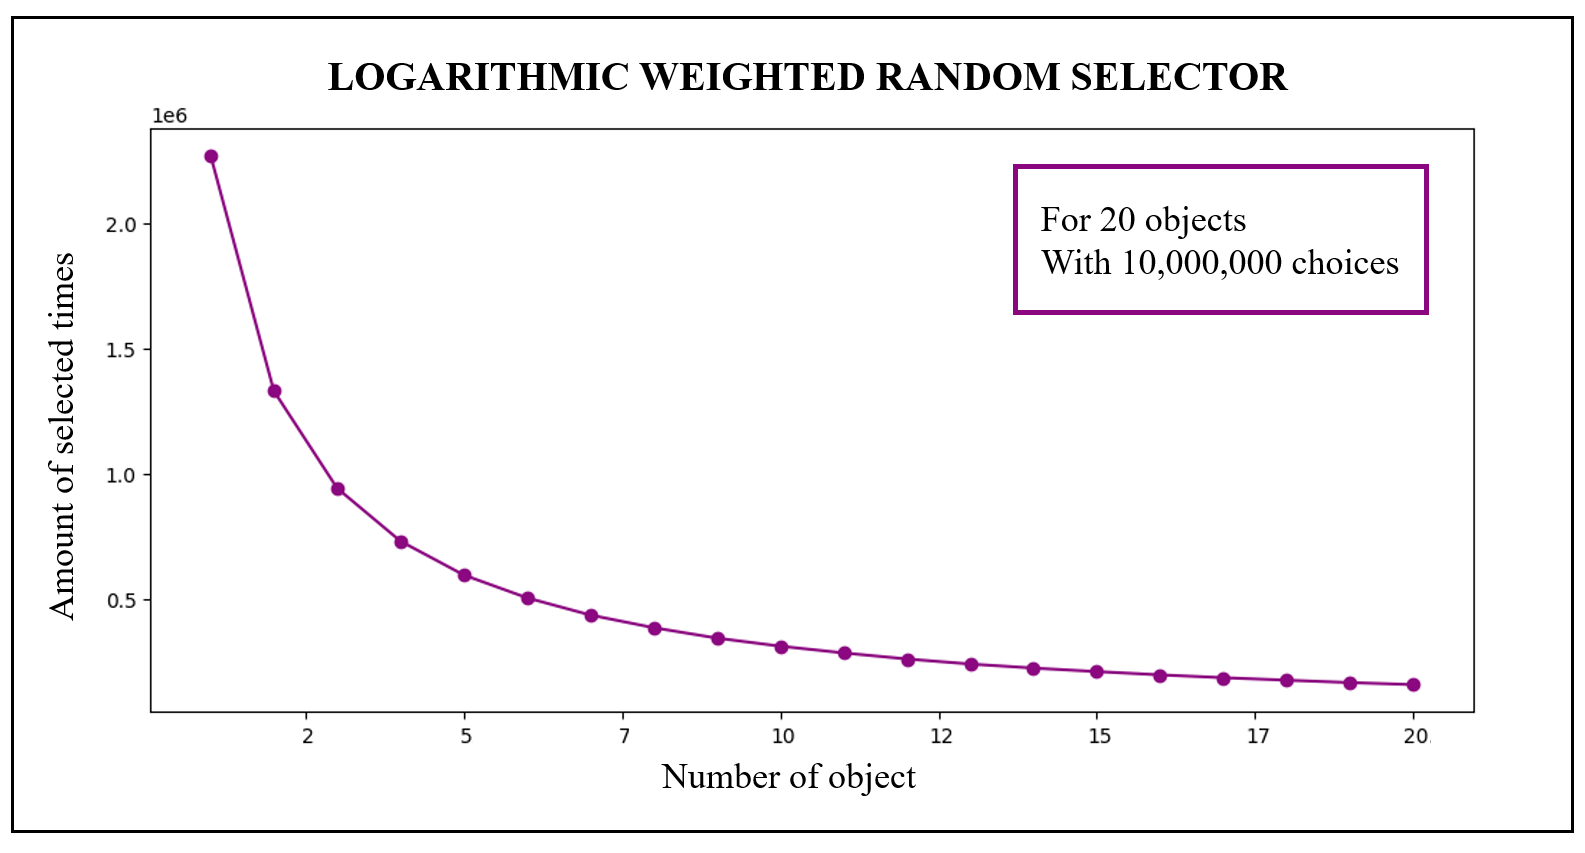 LOGARITHMIC WEIGHTED RANDOM SELECTOR
1e6
For 20 objects
With 10,000,000 choices
Amount of selected times
2.0
1.5
1.0
0.5
2 5 7 10 12 15 17 20.
Number of object